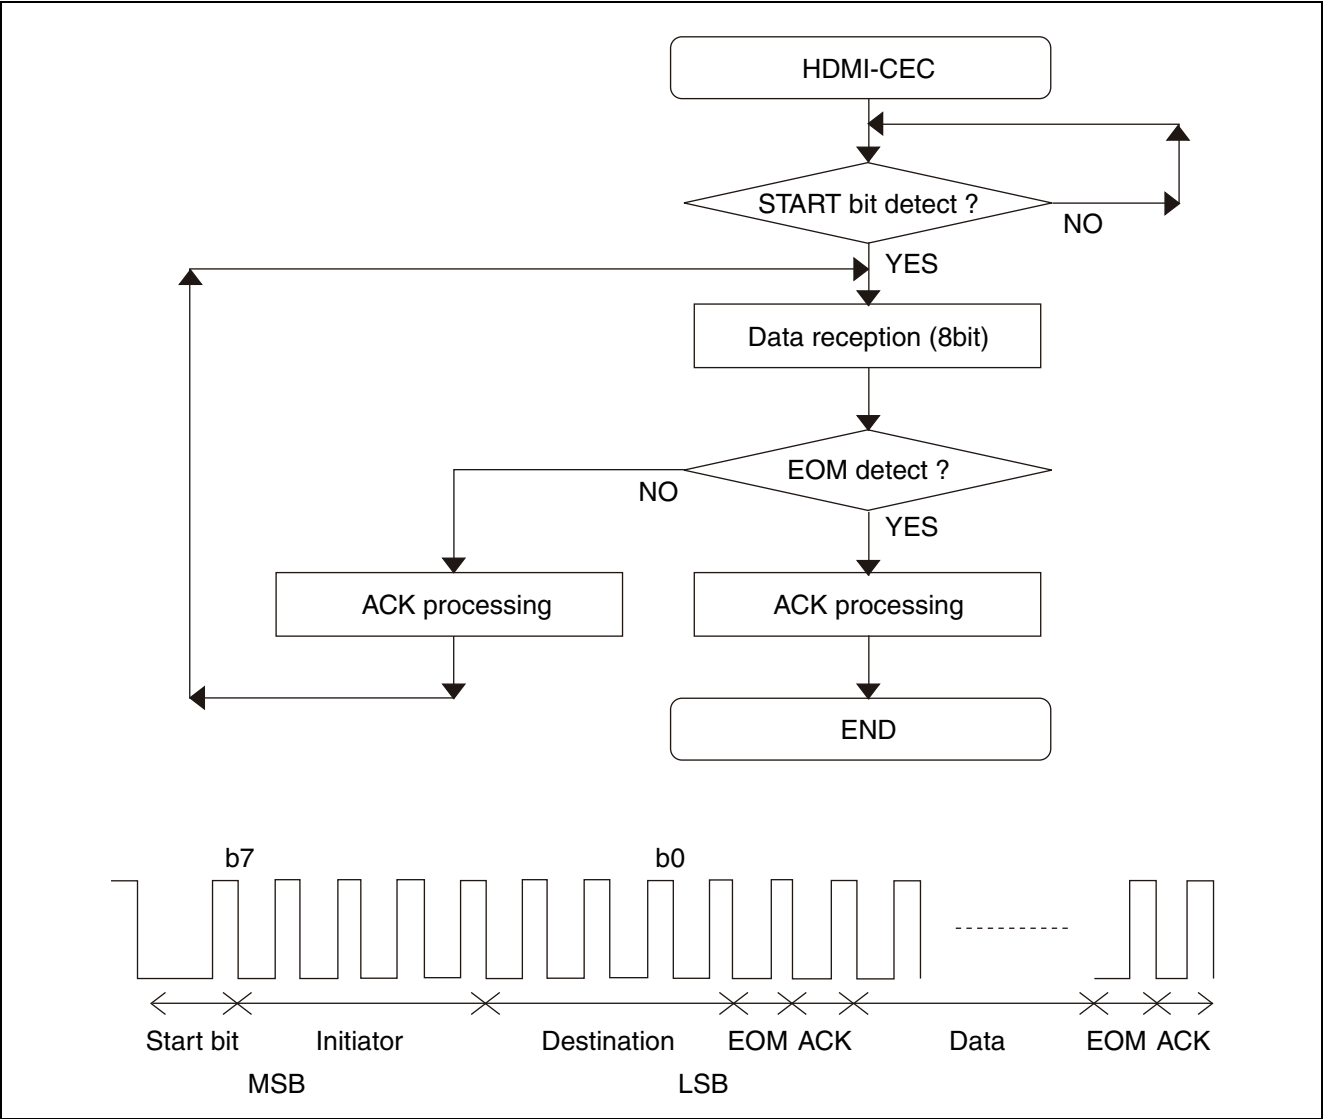 HDMI-CEC
START bit detect ?
NO
YES
Data reception (8bit)
EOM detect ?
NO
YES
ACK processing
ACK processing
END
b7
b0
Start bit
Initiator
Destination
EOM
ACK
Data
EOM
ACK
MSB
LSB